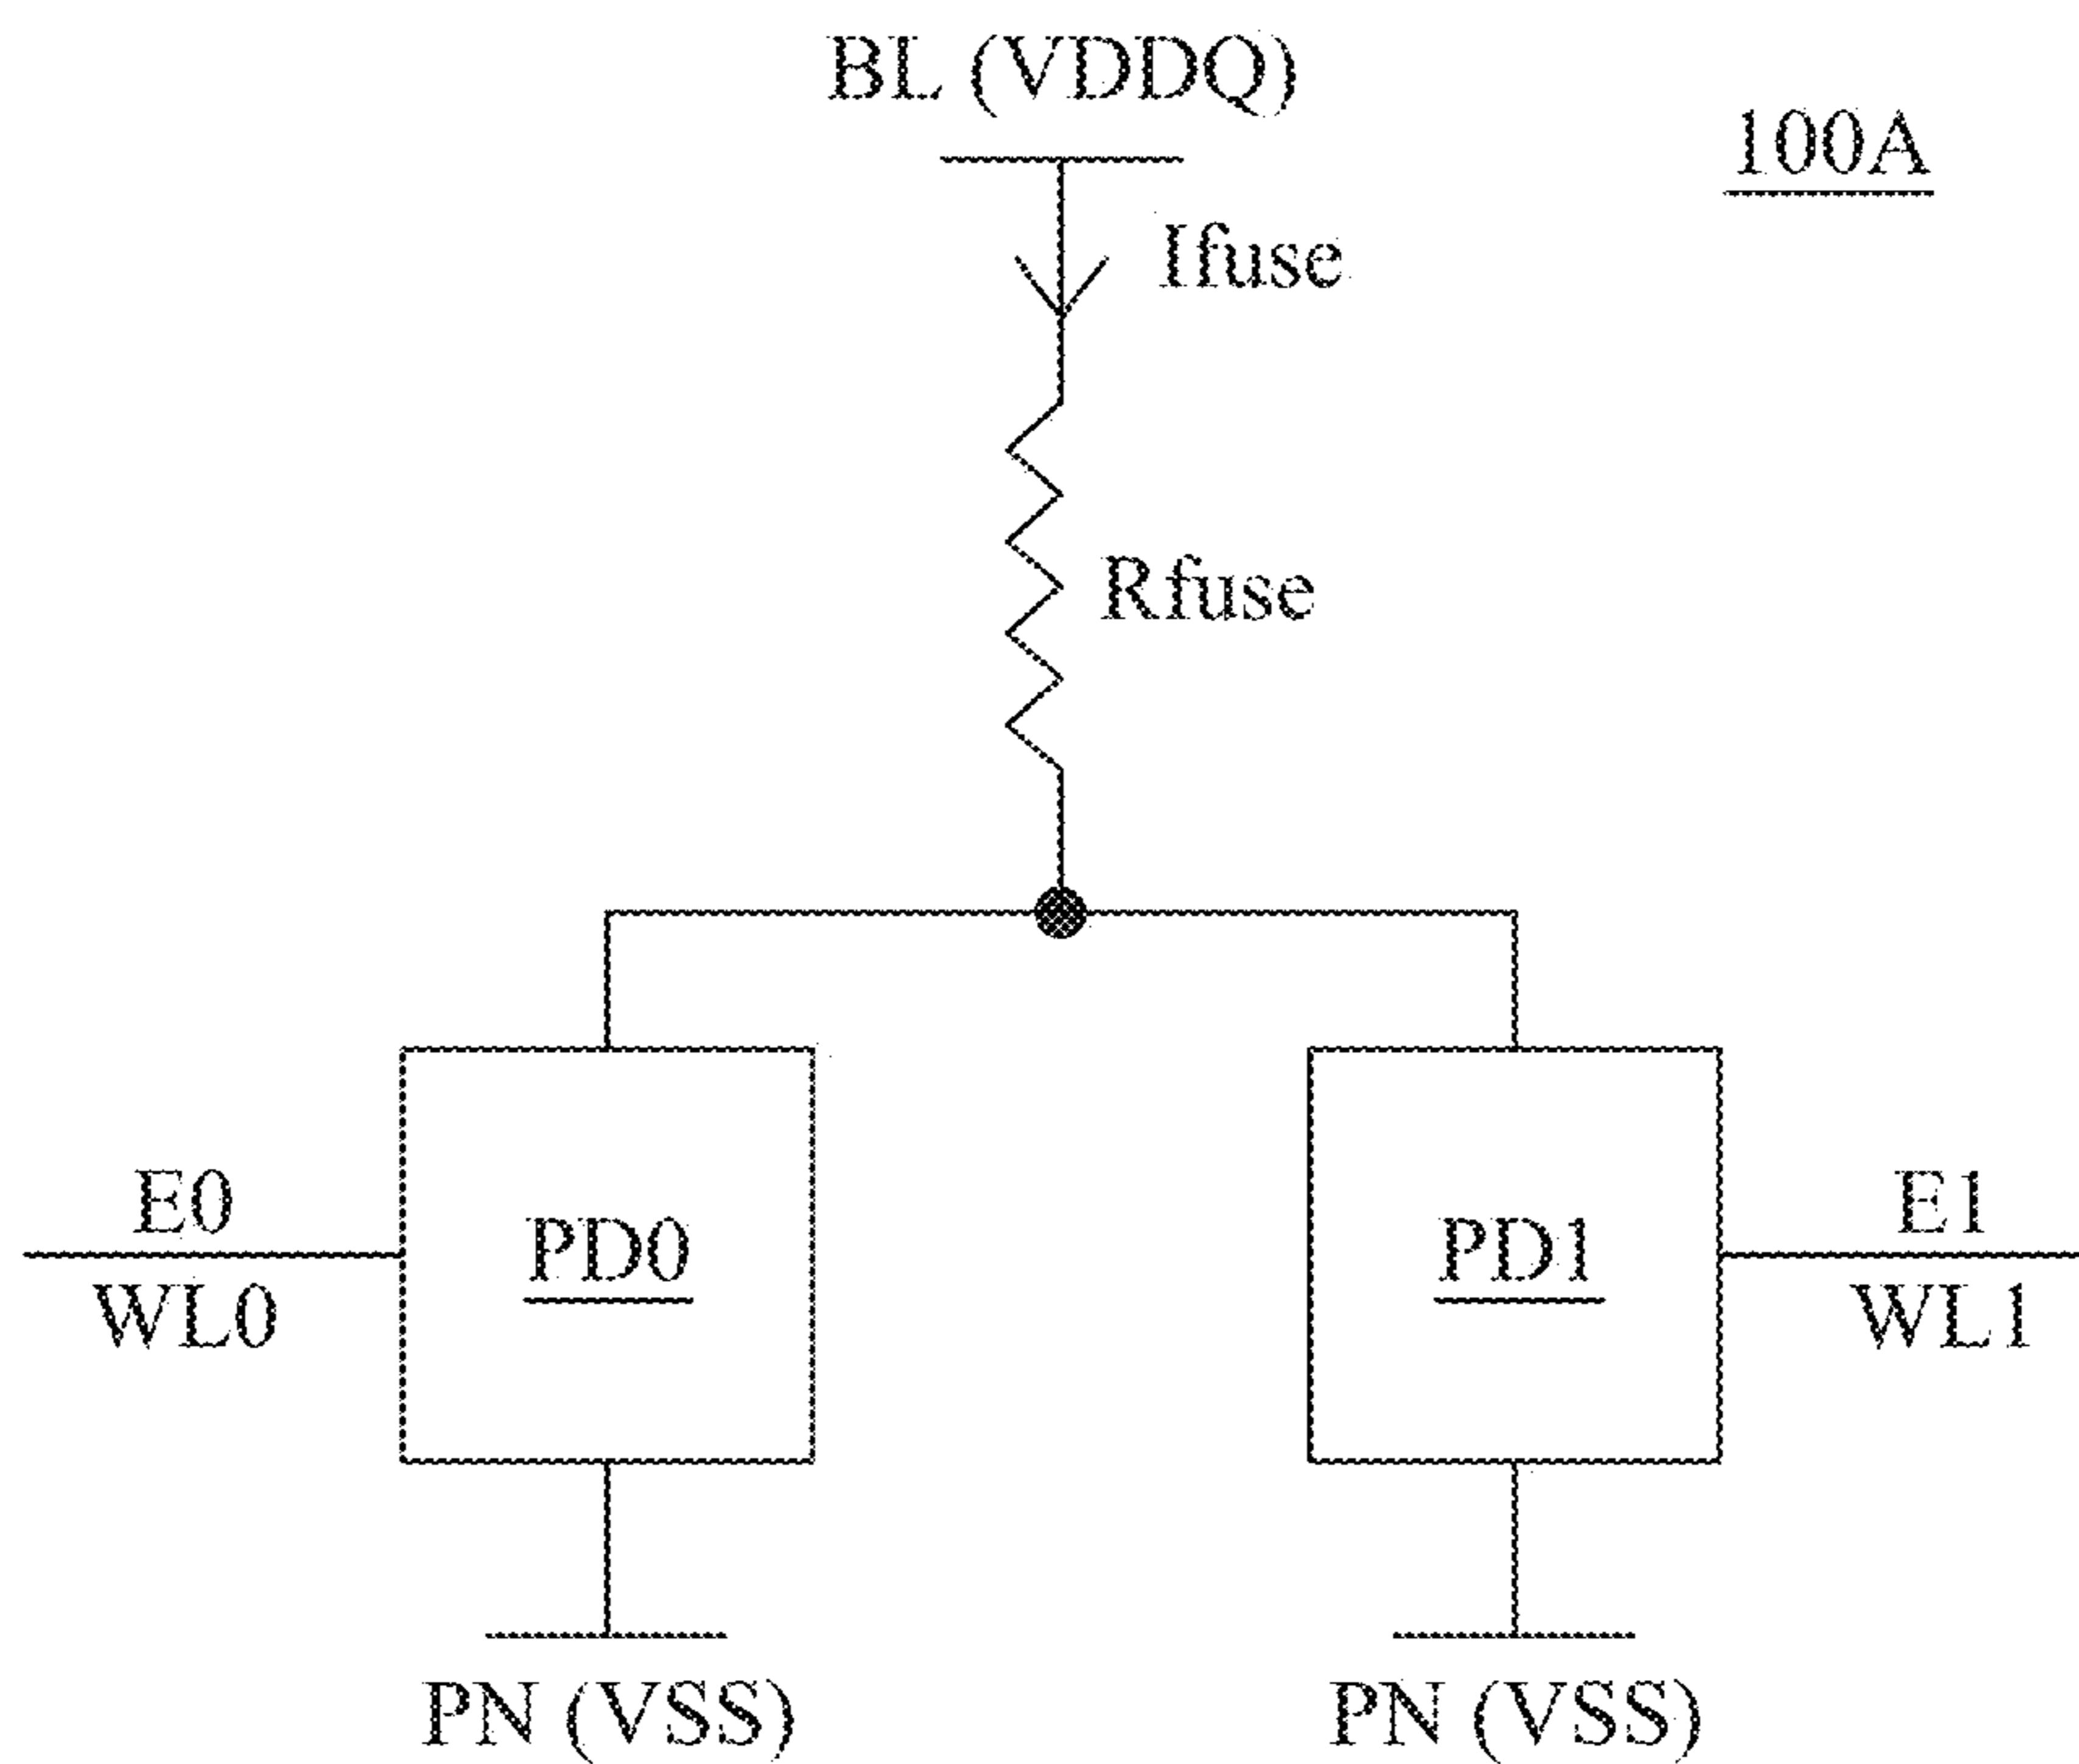 BL (VDDQ)
100A
Ifuse
Rfuse
E0
WL0
PD0
PD1
E1
WL1
PN (VSS)
PN (VSS)